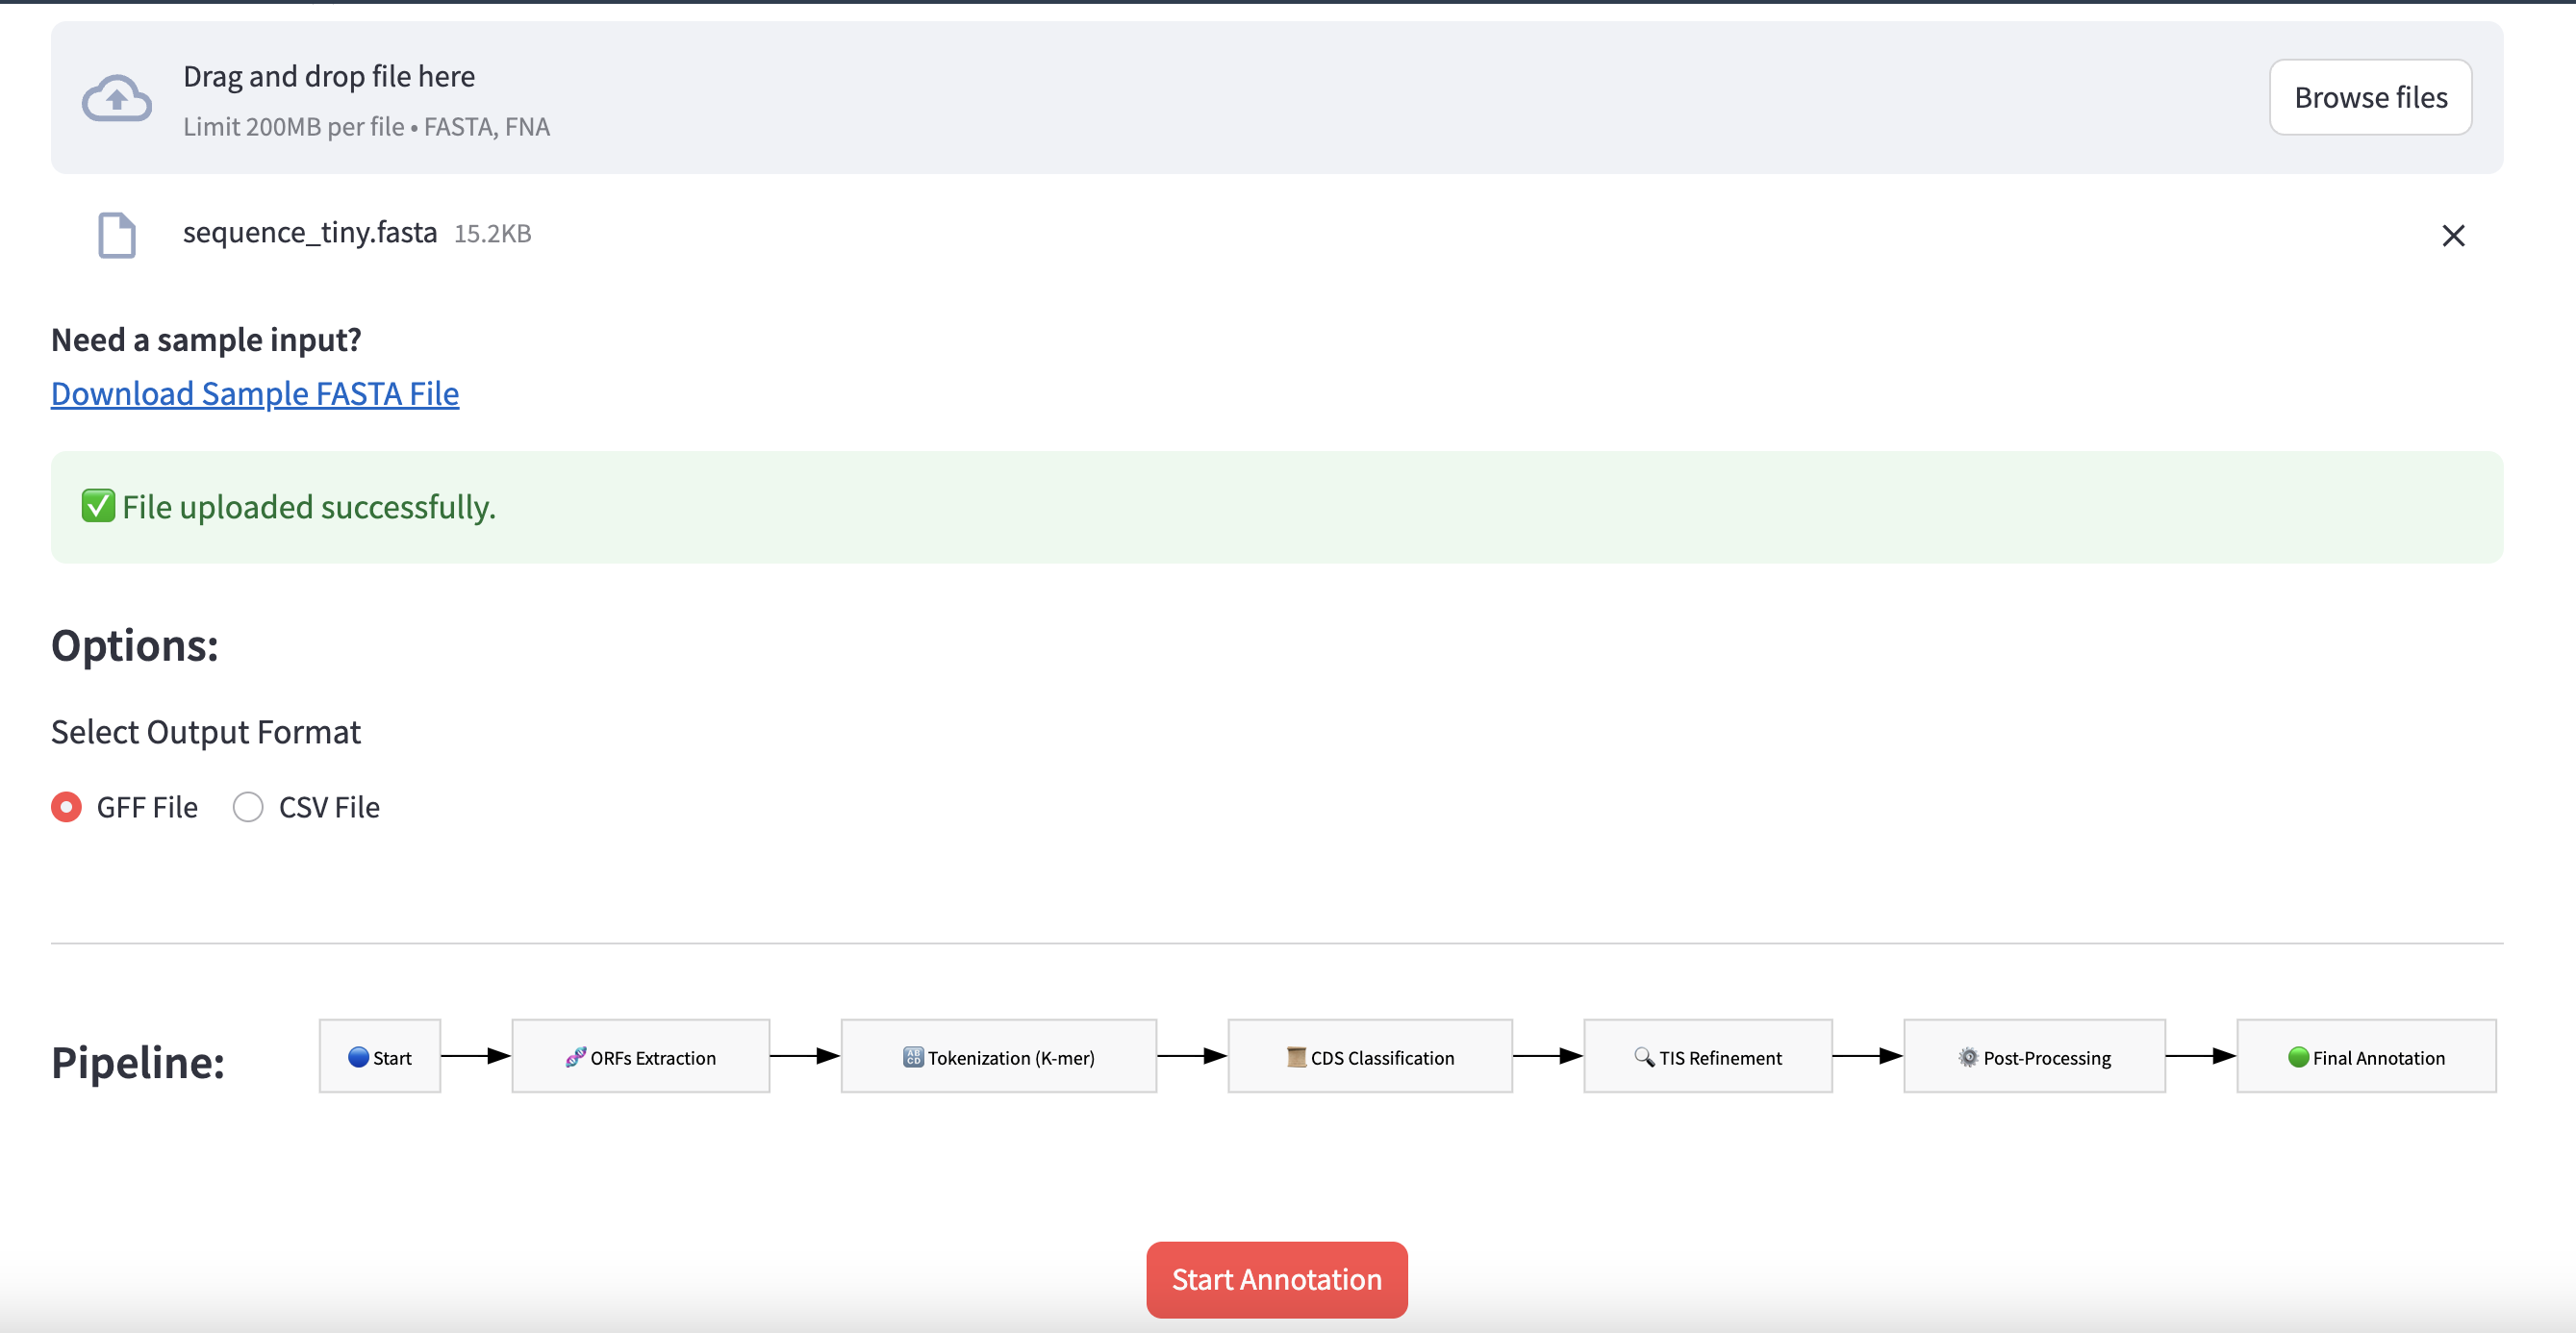 Drag and drop file here
Limit 200MB per file • FASTA, FNA
Browse files
sequence_tiny.fasta 15.2KB
Need a sample input?
Download Sample FASTA File
✅ File uploaded successfully.
Options:
Select Output Format
GFF File
CSV File
Pipeline:
🔵 Start
🧬 ORFs Extraction
🔠 Tokenization (K-mer)
📜 CDS Classification
🔍 TIS Refinement
⚙️ Post-Processing
🟢 Final Annotation
Start Annotation